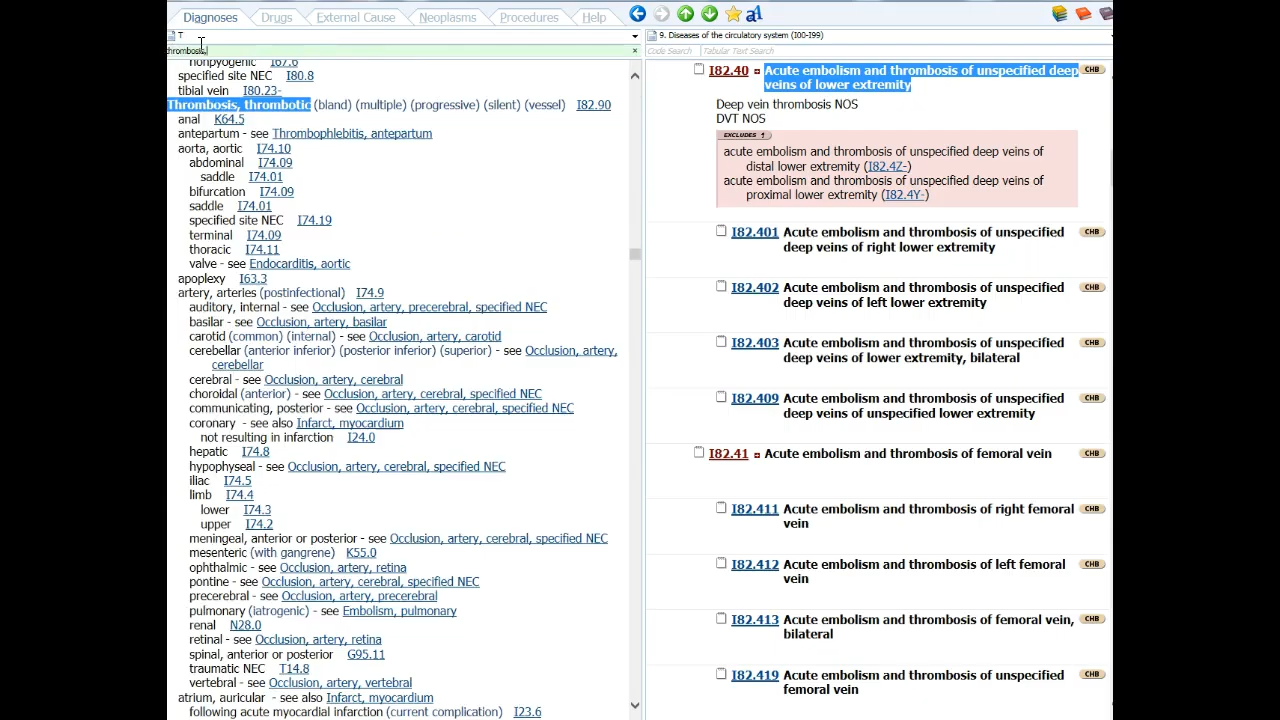 Diagnoses Drugs External Cause Neoplasms Procedures Help
T
thrombosis,
nonpyogenic I67.6
specified site NEC I80.8
tibial vein I80.23-
Thrombosis, thrombotic (bland) (multiple) (progressive) (silent) (vessel) I82.90
anal K64.5
antepartum - see Thrombophlebitis, antepartum
aorta, aortic I74.10
abdominal I74.09
saddle I74.01
bifurcation I74.09
saddle I74.01
specified site NEC I74.19
terminal I74.09
thoracic I74.11
valve - see Endocarditis, aortic
apoplexy I63.3
artery, arteries (postinfectional) I74.9
auditory, internal - see Occlusion, artery, precerebral, specified NEC
basilar - see Occlusion, artery, basilar
carotid (common) (internal) - see Occlusion, artery, carotid
cerebellar (anterior inferior) (posterior inferior) (superior) - see Occlusion, artery,
cerebellar
cerebral - see Occlusion, artery, cerebral
choroidal (anterior) - see Occlusion, artery, cerebral, specified NEC
communicating, posterior - see Occlusion, artery, cerebral, specified NEC
coronary - see also Infarct, myocardium
not resulting in infarction I24.0
hepatic I74.8
hypophyseal - see Occlusion, artery, cerebral, specified NEC
iliac I74.5
limb I74.4
lower I74.3
upper I74.2
meningeal, anterior or posterior - see Occlusion, artery, cerebral, specified NEC
mesenteric (with gangrene) K55.0
ophthalmic - see Occlusion, artery, retina
pontine - see Occlusion, artery, cerebral, specified NEC
precerebral - see Occlusion, artery, precerebral
pulmonary (iatrogenic) - see Embolism, pulmonary
renal N28.0
retinal - see Occlusion, artery, retina
spinal, anterior or posterior G95.11
traumatic NEC T14.8
vertebral - see Occlusion, artery, vertebral
atrium, auricular - see also Infarct, myocardium
following acute myocardial infarction (current complication) I23.6
9. Diseases of the circulatory system (I00-I99)
Code Search Tabular Text Search
I82.40 Acute embolism and thrombosis of unspecified deep CHB
veins of lower extremity
Deep vein thrombosis NOS
DVT NOS
EXCLUDES 1
acute embolism and thrombosis of unspecified deep veins of
distal lower extremity (I82.4Z-)
acute embolism and thrombosis of unspecified deep veins of
proximal lower extremity (I82.4Y-)
I82.401 Acute embolism and thrombosis of unspecified CHB
deep veins of right lower extremity
I82.402 Acute embolism and thrombosis of unspecified CHB
deep veins of left lower extremity
I82.403 Acute embolism and thrombosis of unspecified CHB
deep veins of lower extremity, bilateral
I82.409 Acute embolism and thrombosis of unspecified CHB
deep veins of unspecified lower extremity
I82.41 Acute embolism and thrombosis of femoral vein CHB
I82.411 Acute embolism and thrombosis of right femoral CHB
vein
I82.412 Acute embolism and thrombosis of left femoral CHB
vein
I82.413 Acute embolism and thrombosis of femoral vein, CHB
bilateral
I82.419 Acute embolism and thrombosis of unspecified CHB
femoral vein